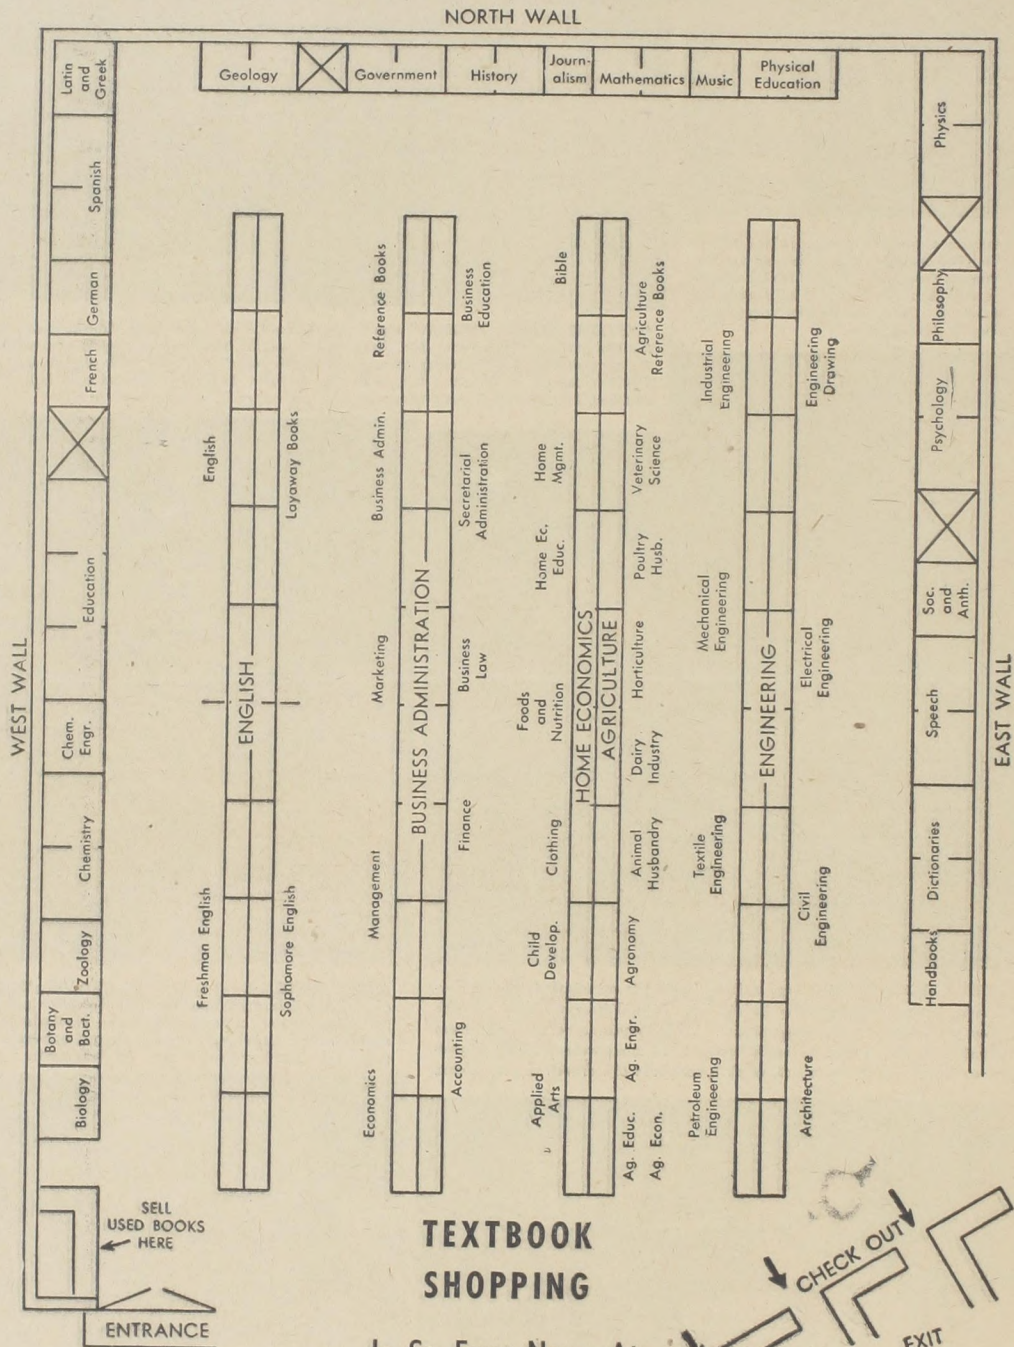 NORTH WALL
Geology
Government
History
Journ-
alism
Mathematics
Music
Physical
Education
WEST WALL
Latin
and
Greek
Spanish
German
French
Education
Chem.
Engr.
Chemistry
Zoology
Botany
and
Bact.
Biology
English
Freshman English
ENGLISH
Layaway Books
Sophomore English
Reference Books
Business Admin.
Marketing
Management
Economics
BUSINESS ADMINISTRATION
Business
Education
Secretarial
Administration
Business
Law
Finance
Accounting
Bible
Home
Mgmt.
Home Ec.
Educ.
Foods
and
Nutrition
Clothing
Child
Develop.
Applied
Arts
HOME ECONOMICS
AGRICULTURE
Agriculture
Reference Books
Veterinary
Science
Poultry
Husb.
Horticulture
Dairy
Industry
Animal
Husbandry
Agronomy
Ag. Engr.
Ag. Educ.
Ag. Econ.
Industrial
Engineering
Mechanical
Engineering
Textile
Engineering
Petroleum
Engineering
ENGINEERING
Engineering
Drawing
Electrical
Engineering
Civil
Engineering
Architecture
Physics
Philosophy
Psychology
Soc.
and
Anth.
Speech
Dictionaries
Handbooks
EAST WALL
SELL
USED BOOKS
HERE
ENTRANCE
TEXTBOOK
SHOPPING
CHECK OUT
EXIT